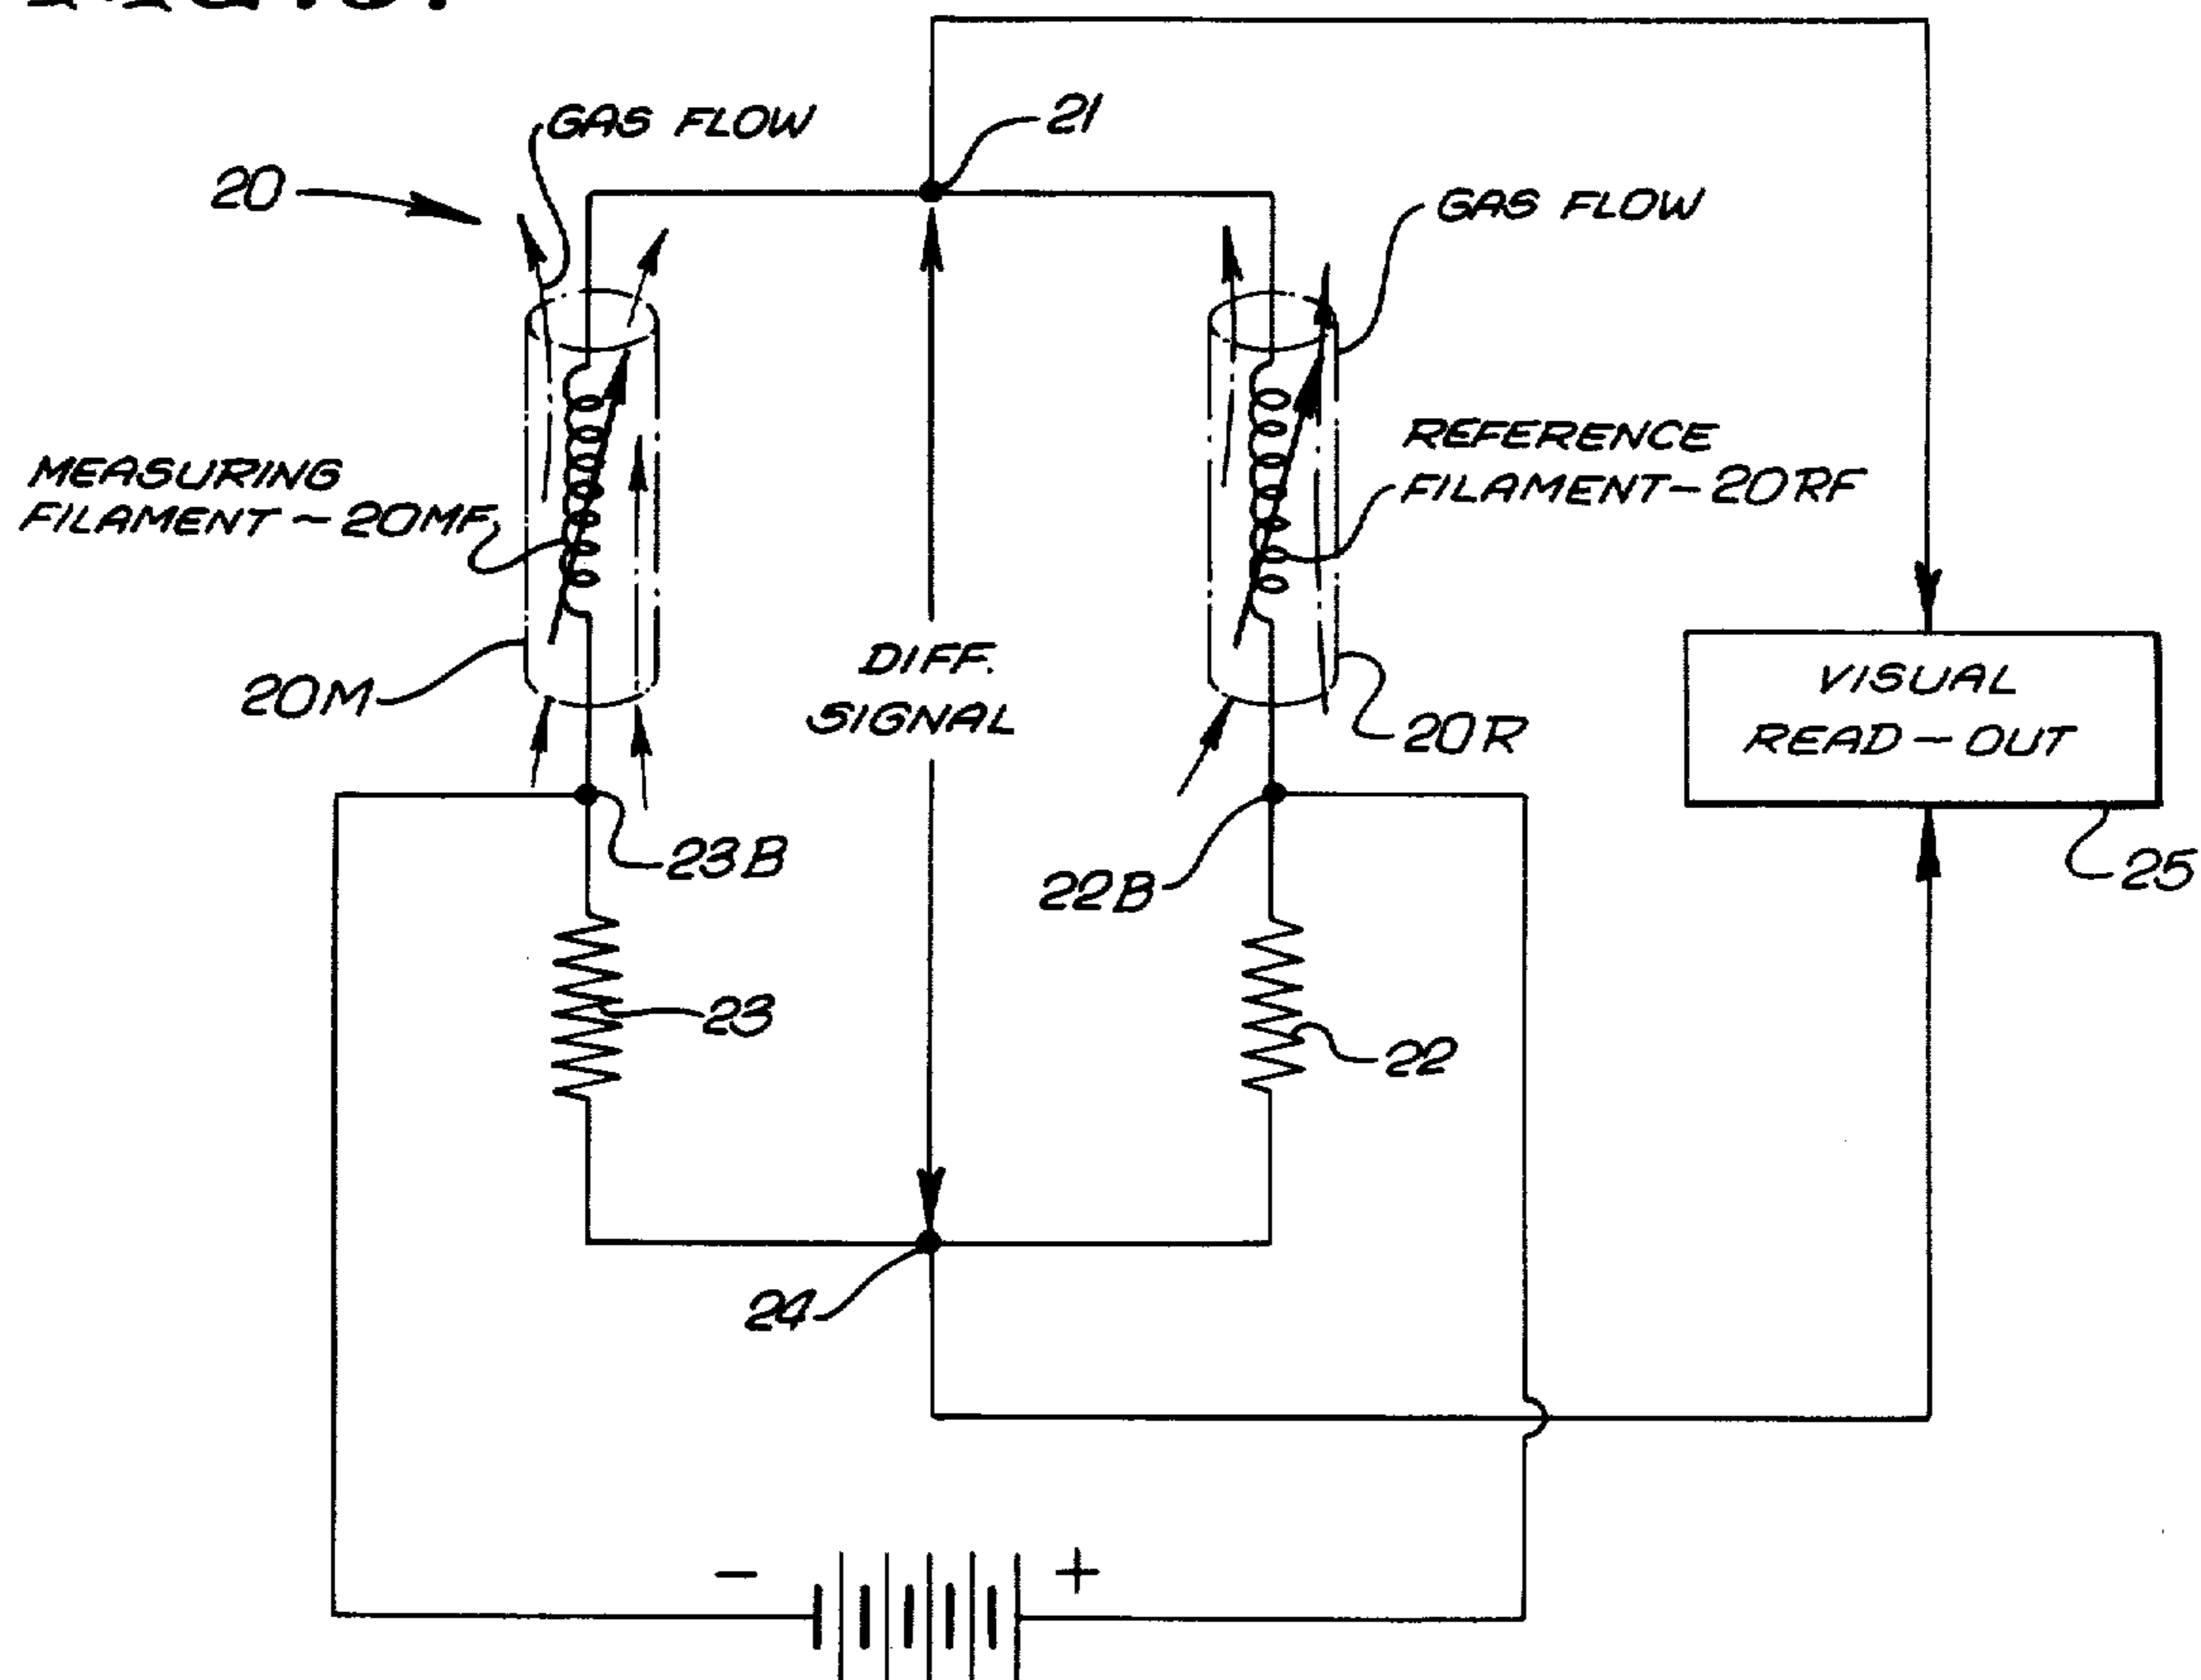 GAS FLOW
21
20
GAS FLOW
MEASURING
FILAMENT - 20MF
REFERENCE
FILAMENT - 20RF
DIFF.
SIGNAL
VISUAL
READ-OUT
20M
20R
23B
22B
25
23
22
24
- +